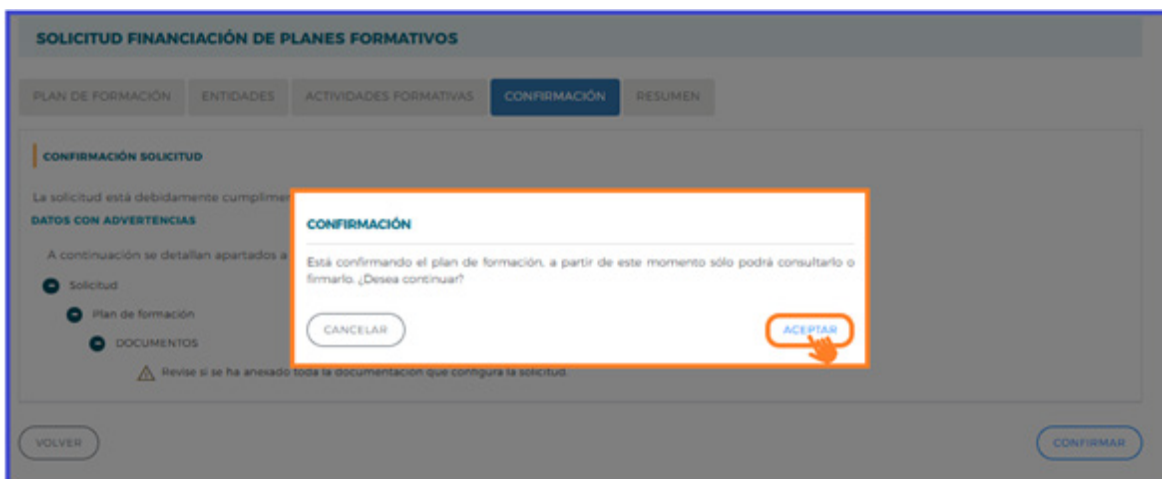 SOLICITUD FINANCIACIÓN DE PLANES FORMATIVOS
PLAN DE FORMACIÓN ENTIDADES ACTIVIDADES FORMATIVAS CONFIRMACIÓN RESUMEN
CONFIRMACIÓN SOLICITUD
La solicitud está debidamente
DATOS CON ADVERTENCIAS
A continuación se detallan apartados a
Solicitud
Plan de formación
DOCUMENTOS
Revise si se ha anexado toda la documentación que configura la solicitud.
CONFIRMACIÓN
Está confirmando el plan de formación, a partir de este momento sólo podrá consultarlo o
firmarlo. ¿Desea continuar?
CANCELAR ACEPTAR
VOLVER CONFIRMAR